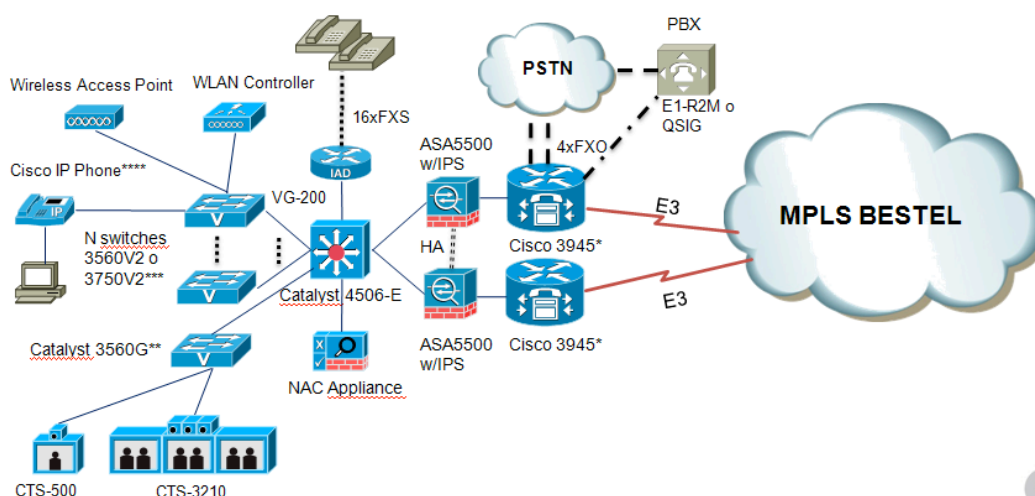 PBX
PSTN
E1-R2M o
QSIG
Wireless Access Point
WLAN Controller
16xFXS
ASA5500
w/IPS
4xFXO
Cisco IP Phone****
IAD
VG-200
IP
V
N switches
3560V2 o
3750V2***
V
HA
Cisco 3945*
E3
MPLS BESTEL
Catalyst 4506-E
E3
Catalyst 3560G**
V
ASA5500
w/IPS
Cisco 3945*
NAC Appliance
X
✓
CTS-500
CTS-3210